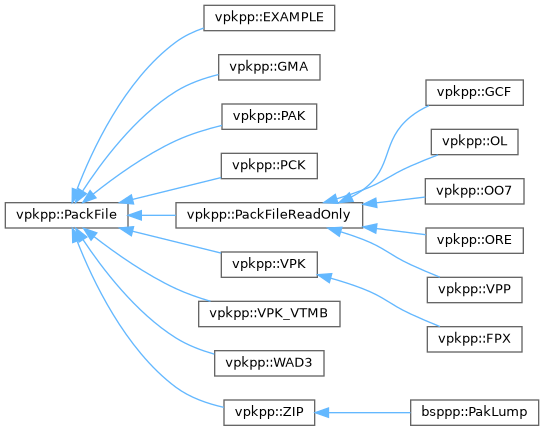 vpkpp::EXAMPLE
vpkpp::GMA
vpkpp::PAK
vpkpp::PCK
vpkpp::PackFile
vpkpp::PackFileReadOnly
vpkpp::VPK
vpkpp::VPK_VTMB
vpkpp::WAD3
vpkpp::ZIP
vpkpp::GCF
vpkpp::OL
vpkpp::OO7
vpkpp::ORE
vpkpp::VPP
vpkpp::FPX
bsppp::PakLump